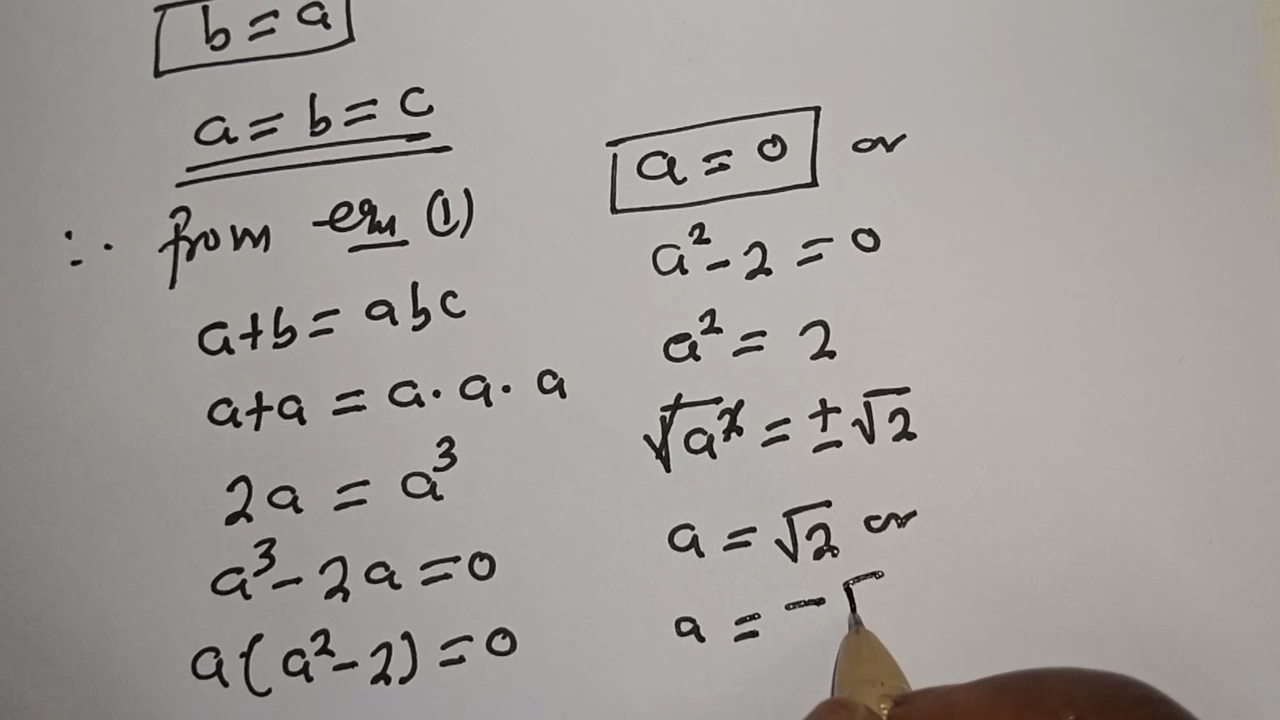 b = a
a = b = c
∴ from eqn (1)
a+b = abc
a+a = a·a·a
2a = a³
a³-2a=0
a(a²-2)=0
a = 0 or
a²-2=0
a² = 2
√a² = ±√2
a = √2 or
a = -√